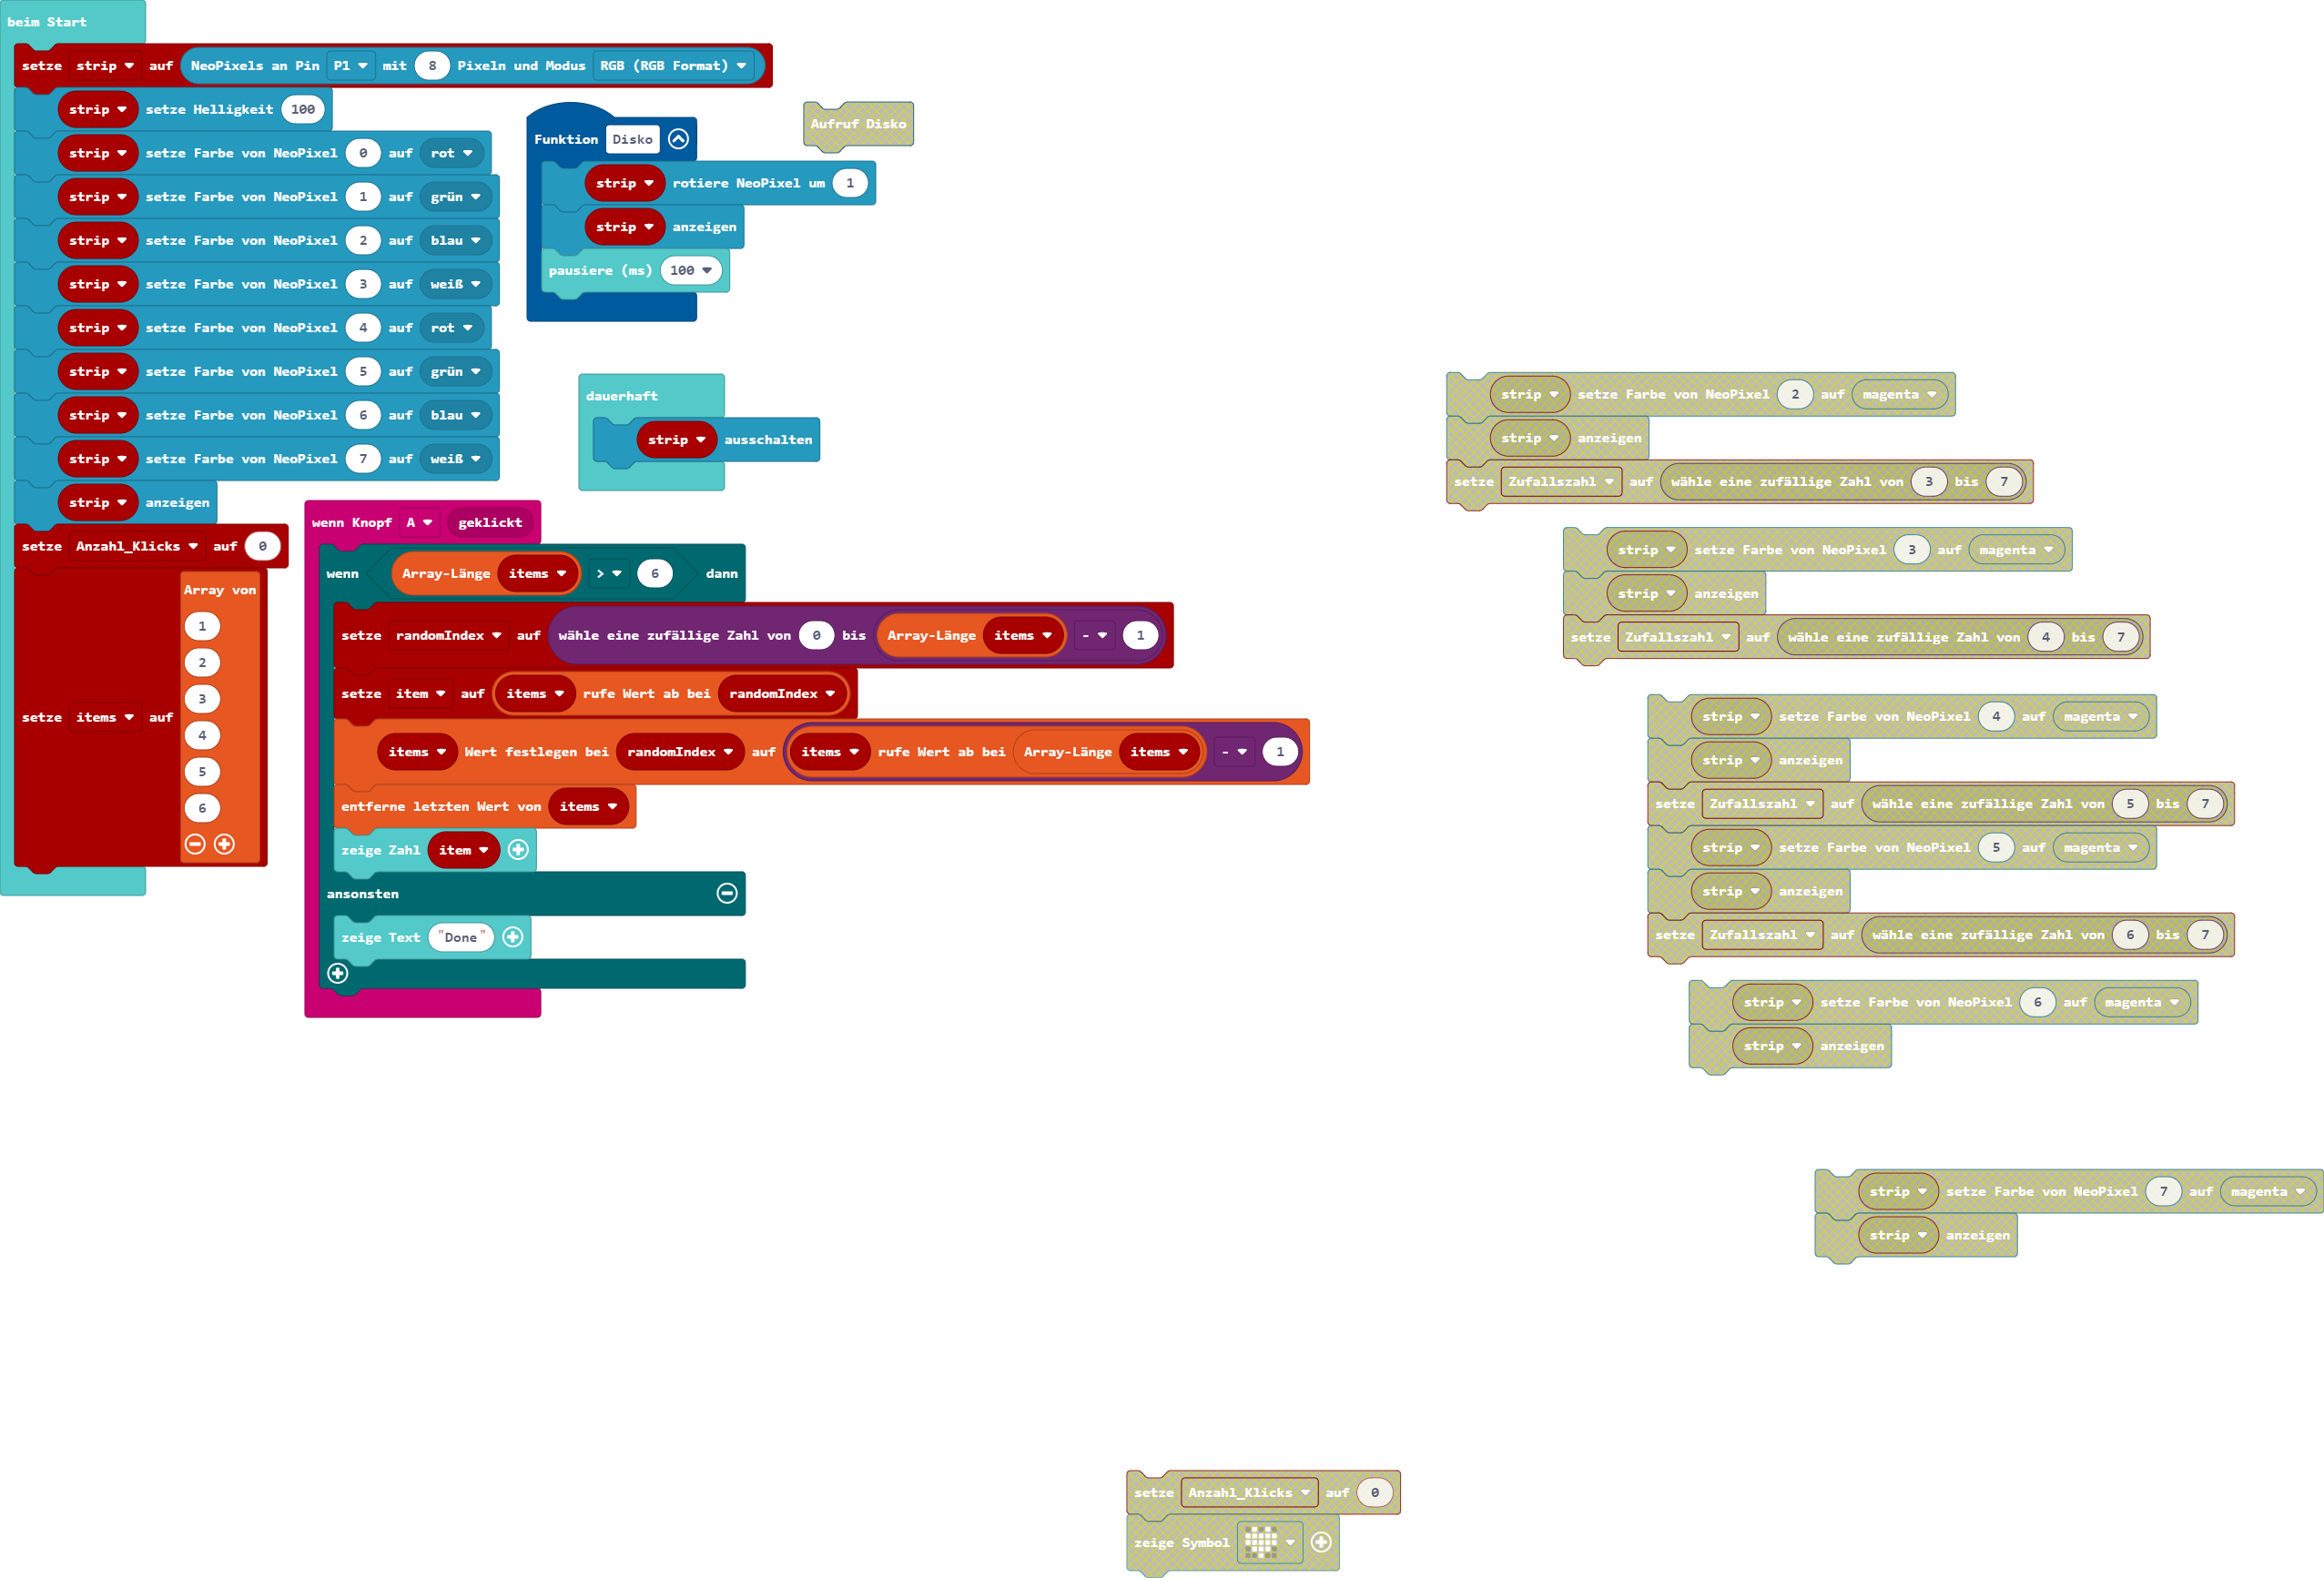 beim Start
setze strip auf NeoPixels an Pin P1 mit 8 Pixeln und Modus RGB (RGB Format)
strip setze Helligkeit 100
strip setze Farbe von NeoPixel 0 auf rot
strip setze Farbe von NeoPixel 1 auf grün
strip setze Farbe von NeoPixel 2 auf blau
strip setze Farbe von NeoPixel 3 auf weiß
strip setze Farbe von NeoPixel 4 auf rot
strip setze Farbe von NeoPixel 5 auf grün
strip setze Farbe von NeoPixel 6 auf blau
strip setze Farbe von NeoPixel 7 auf weiß
strip anzeigen
setze Anzahl_Klicks auf 0
setze items auf Array von
1
2
3
4
5
6
Funktion Disko
strip rotiere NeoPixel um 1
strip anzeigen
pausiere (ms) 100
Aufruf Disko
dauerhaft
strip ausschalten
wenn Knopf A geklickt
wenn Array-Länge items > 6 dann
setze randomIndex auf wähle eine zufällige Zahl von 0 bis Array-Länge items - 1
setze item auf items rufe Wert ab bei randomIndex
items Wert festlegen bei randomIndex auf items rufe Wert ab bei Array-Länge items - 1
entferne letzten Wert von items
zeige Zahl item
ansonsten
zeige Text "Done"
strip setze Farbe von NeoPixel 2 auf magenta
strip anzeigen
setze Zufallszahl auf wähle eine zufällige Zahl von 3 bis 7
strip setze Farbe von NeoPixel 3 auf magenta
strip anzeigen
setze Zufallszahl auf wähle eine zufällige Zahl von 4 bis 7
strip setze Farbe von NeoPixel 4 auf magenta
strip anzeigen
setze Zufallszahl auf wähle eine zufällige Zahl von 5 bis 7
strip setze Farbe von NeoPixel 5 auf magenta
strip anzeigen
setze Zufallszahl auf wähle eine zufällige Zahl von 6 bis 7
strip setze Farbe von NeoPixel 6 auf magenta
strip anzeigen
strip setze Farbe von NeoPixel 7 auf magenta
strip anzeigen
setze Anzahl_Klicks auf 0
zeige Symbol